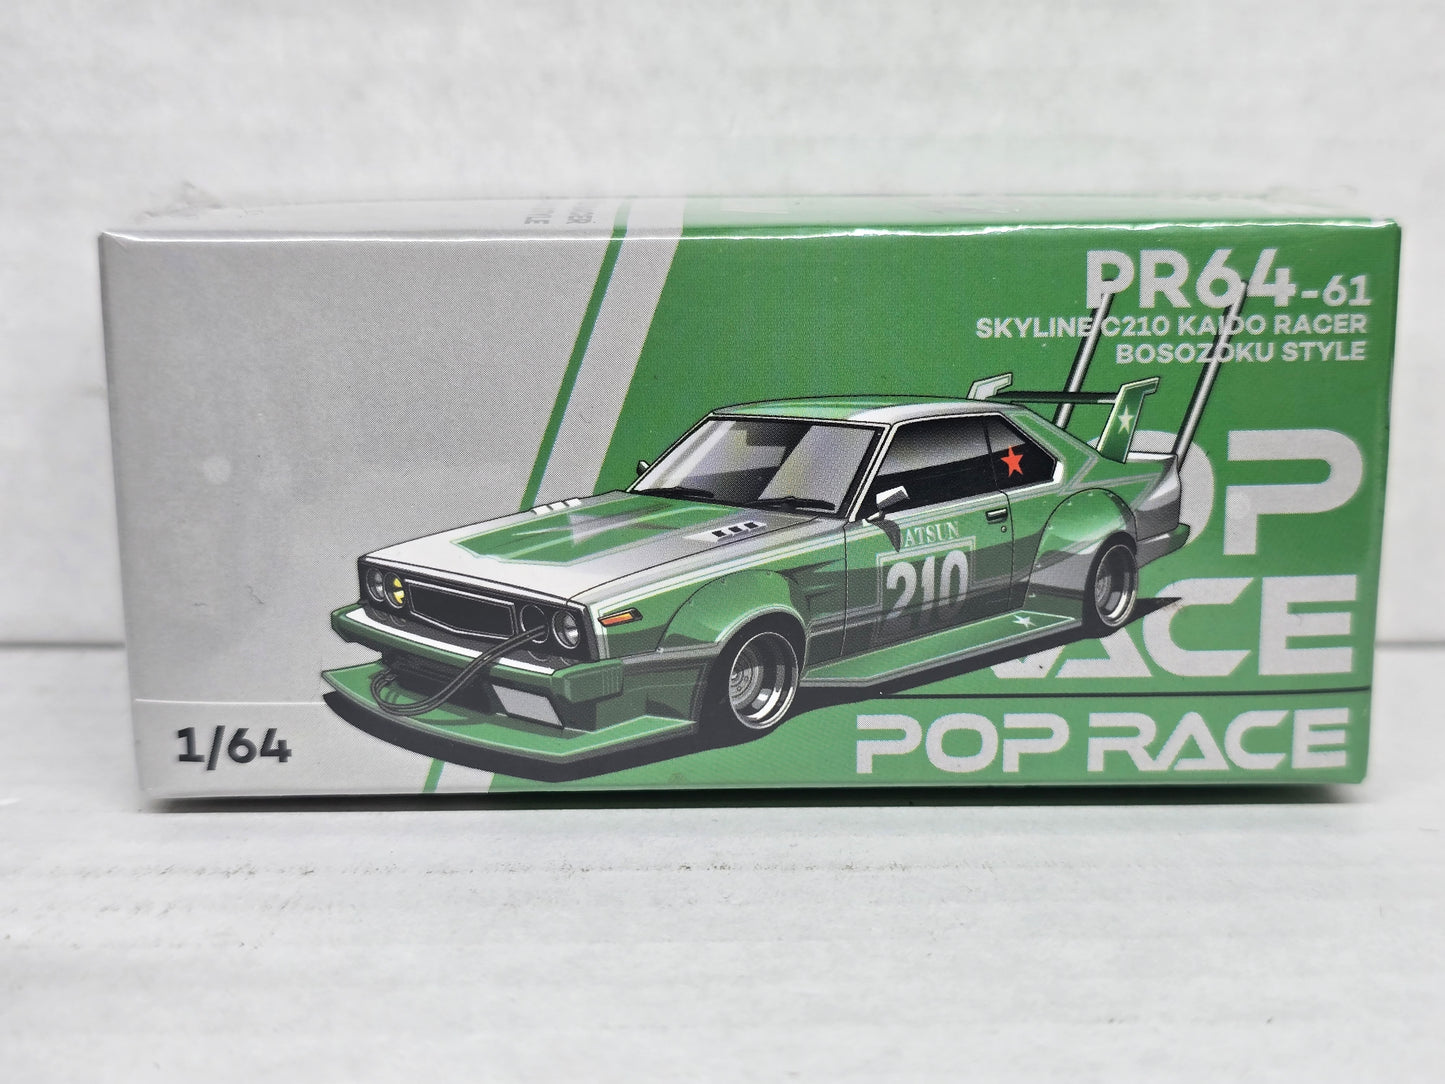 PR64-61
SKYLINE C210 KAIDO RACER
BOSOZOKU STYLE
ATSUN
210
POP RACE
1/64